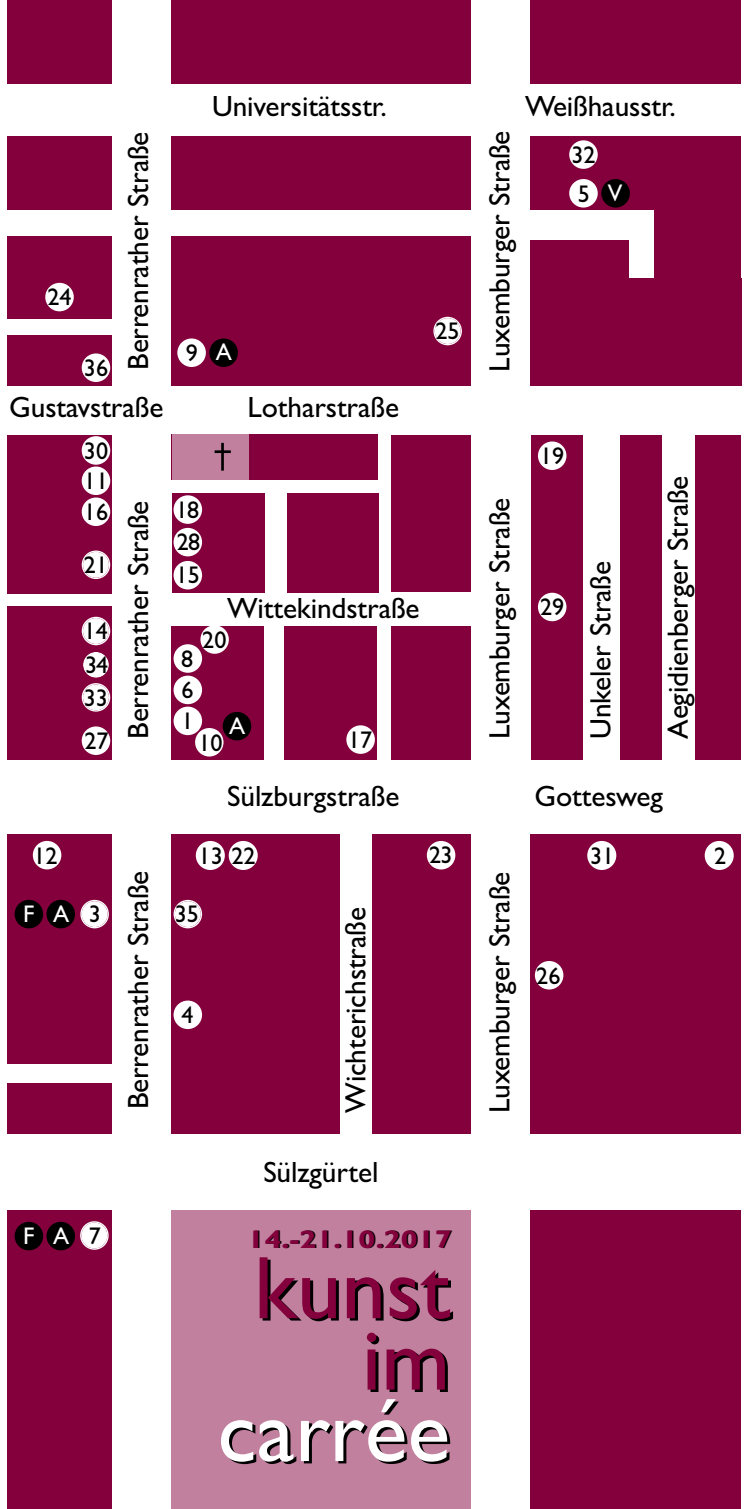 Universitätsstr. Weißhausstr.
Berrenrather Straße
Luxemburger Straße
32
5 V
24
25
9 A
36
Gustavstraße Lotharstraße
30
†
19
11
16
18
28
21
15
Berrenrather Straße
Luxemburger Straße
Unkeler Straße
Aegidienberger Straße
Wittekindstraße
29
14
20
34
8
33
6
27
1
A
10
17
Sülzburgstraße Gottesweg
12
13 22
23
31
2
F A 3
35
Berrenrather Straße
Wichterichstraße
Luxemburger Straße
26
4
Sülzgürtel
F A 7
14.-21.10.2017
kunst
im
carrée